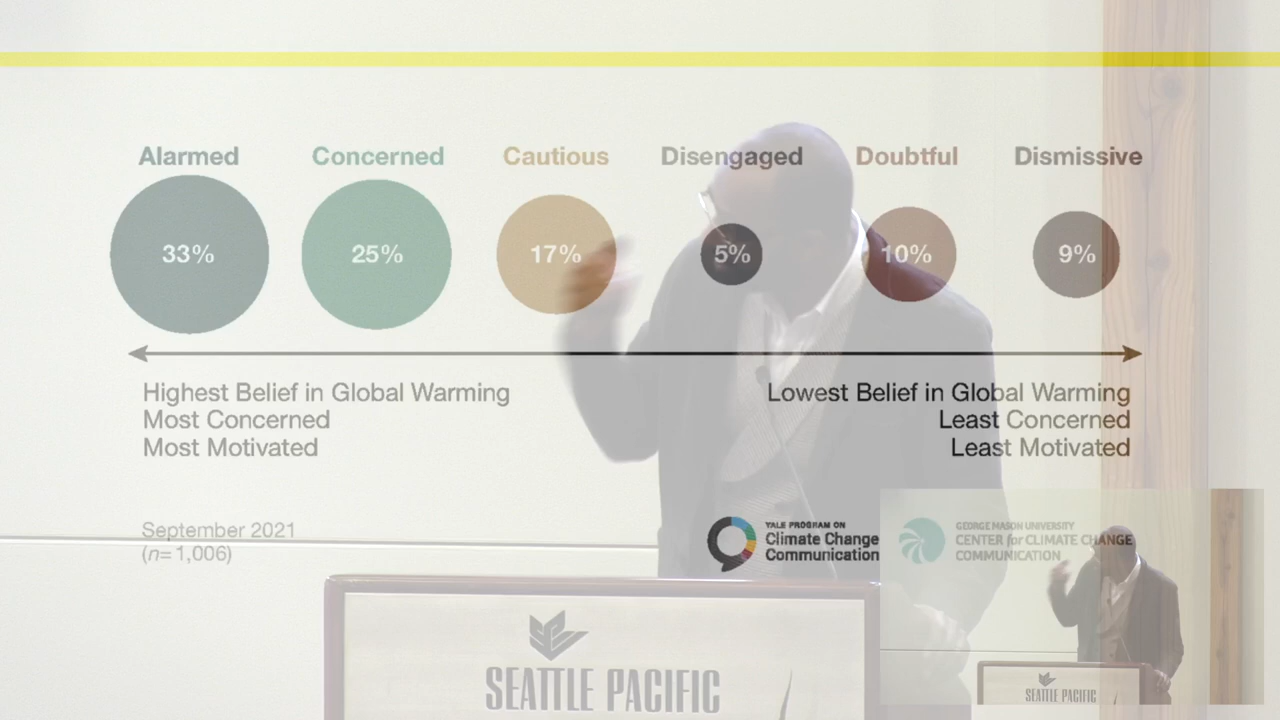 Alarmed Concerned Cautious Disengaged Doubtful Dismissive
33% 25% 17% 5% 10% 9%
Highest Belief in Global Warming
Most Concerned
Most Motivated
Lowest Belief in Global Warming
Least Concerned
Least Motivated
September 2021
(n=1,006)
YALE PROGRAM ON
Climate Change
Communication
GEORGE MASON UNIVERSITY
CENTER for CLIMATE CHANGE
COMMUNICATION
SEATTLE PACIFIC
SEATTLE PACIFIC